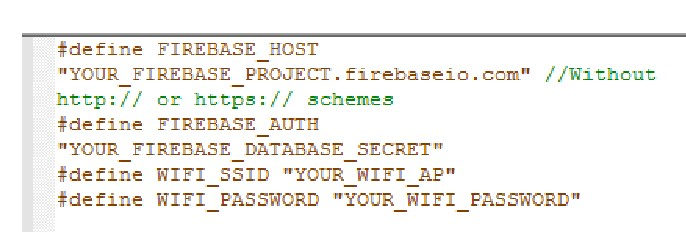 #define FIREBASE_HOST
"YOUR_FIREBASE_PROJECT.firebaseio.com" //Without
http:// or https:// schemes
#define FIREBASE_AUTH
"YOUR_FIREBASE_DATABASE_SECRET"
#define WIFI_SSID "YOUR_WIFI_AP"
#define WIFI_PASSWORD "YOUR_WIFI_PASSWORD"